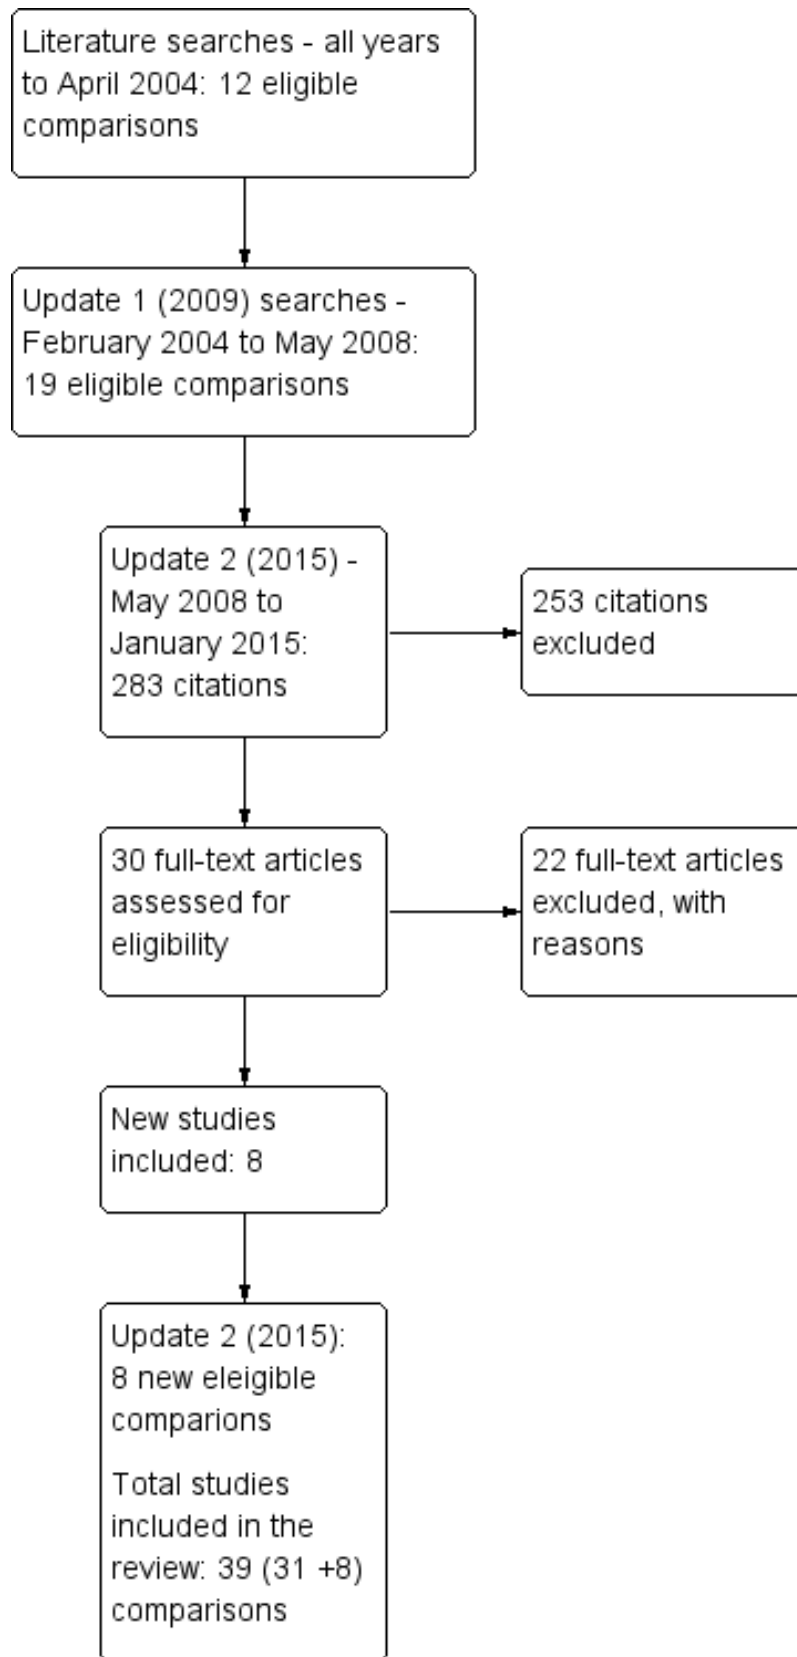 Literature searches - all years
to April 2004: 12 eligible
comparisons
Update 1 (2009) searches -
February 2004 to May 2008:
19 eligible comparisons
Update 2 (2015) -
May 2008 to
January 2015:
283 citations
253 citations
excluded
30 full-text articles
assessed for
eligibility
22 full-text articles
excluded, with
reasons
New studies
included: 8
Update 2 (2015):
8 new eleigible
comparions
Total studies
included in the
review: 39 (31 +8)
comparisons